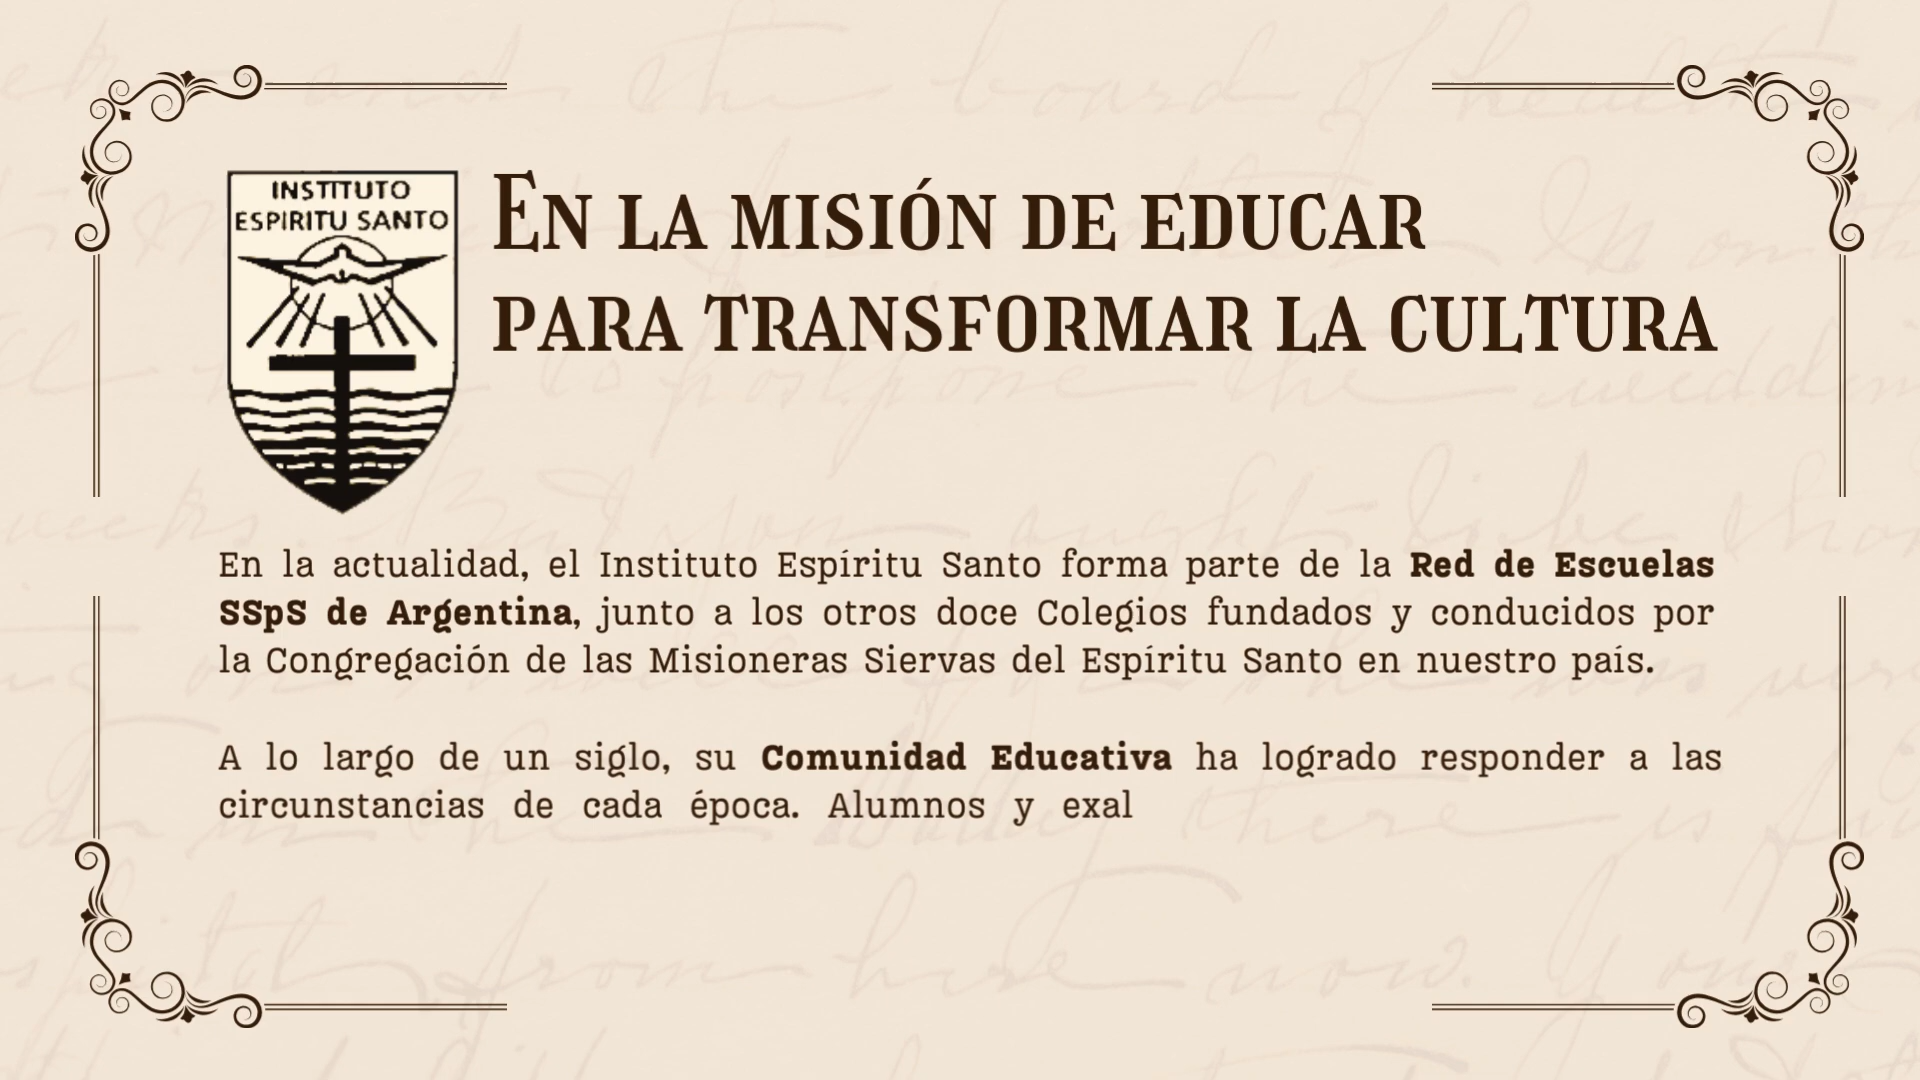 INSTITUTO
ESPIRITU SANTO
En la misión de educar
para transformar la cultura
En la actualidad, el Instituto Espíritu Santo forma parte de la Red de Escuelas
SSpS de Argentina, junto a los otros doce Colegios fundados y conducidos por
la Congregación de las Misioneras Siervas del Espíritu Santo en nuestro país.
A lo largo de un siglo, su Comunidad Educativa ha logrado responder a las
circunstancias de cada época. Alumnos y exal